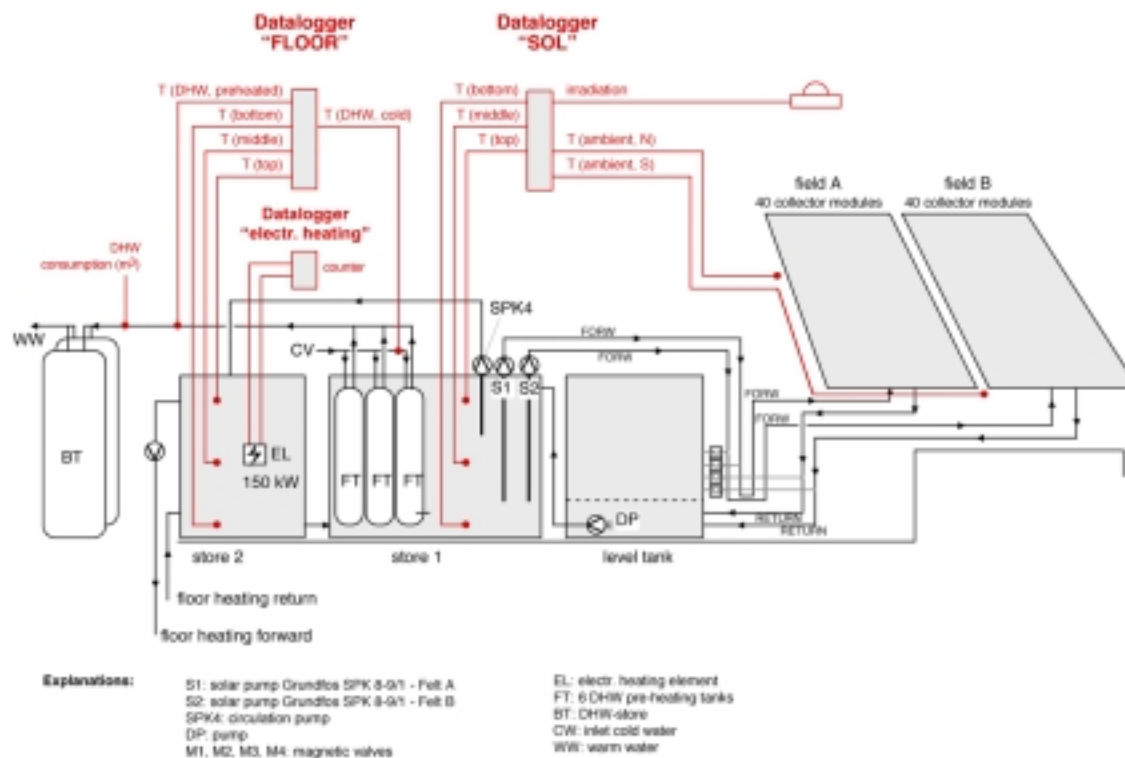 Datalogger
"FLOOR"
Datalogger
"SOL"
T (DHW, preheated)
T (bottom)
T (DHW, cold)
T (middle)
T (top)
T (bottom)
irradiation
T (middle)
T (top)
T (ambient, N)
T (ambient, S)
field A
40 collector modules
field B
40 collector modules
Datalogger
"electr. heating"
counter
DHW
consumption (m³)
SPK4
WW
CV
FORW
FORW
S1
S2
FORW
FORW
BT
EL
150 kW
FT
FT
FT
DP
RETURN
RETURN
store 2
store 1
level tank
floor heating return
floor heating forward
Explanations:
S1: solar pump Grundfos SPK 8-9/1 - Felt A
S2: solar pump Grundfos SPK 8-9/1 - Felt B
SPK4: circulation pump
DP: pump
M1, M2, M3, M4: magnetic valves
EL: electr. heating element
FT: 6 DHW pre-heating tanks
BT: DHW-store
CW: inlet cold water
WW: warm water